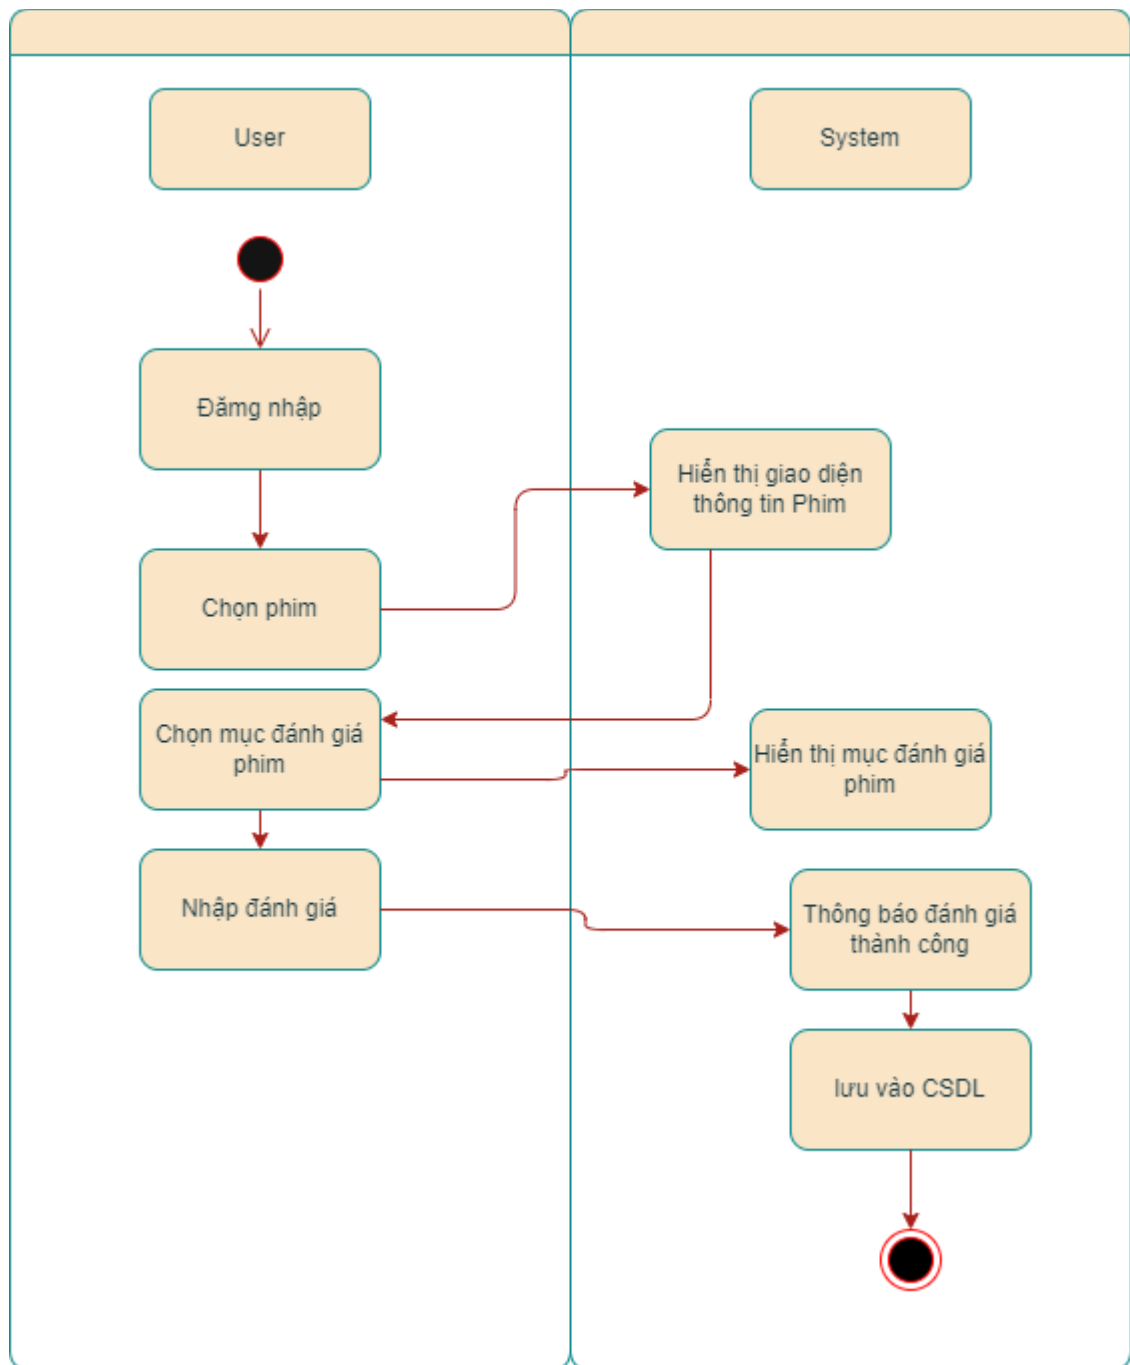 User
System
Đămg nhập
Hiển thị giao diện
thông tin Phim
Chọn phim
Chọn mục đánh giá
phim
Hiển thị mục đánh giá
phim
Nhập đánh giá
Thông báo đánh giá
thành công
lưu vào CSDL